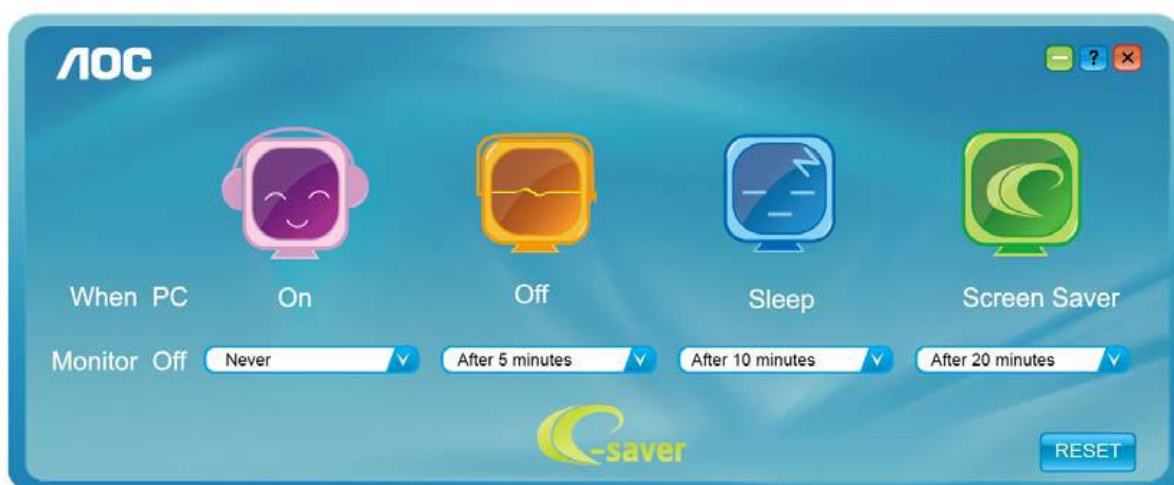 AOC
?
When PC On Off Sleep Screen Saver
Monitor Off Never After 5 minutes After 10 minutes After 20 minutes
e-saver
RESET